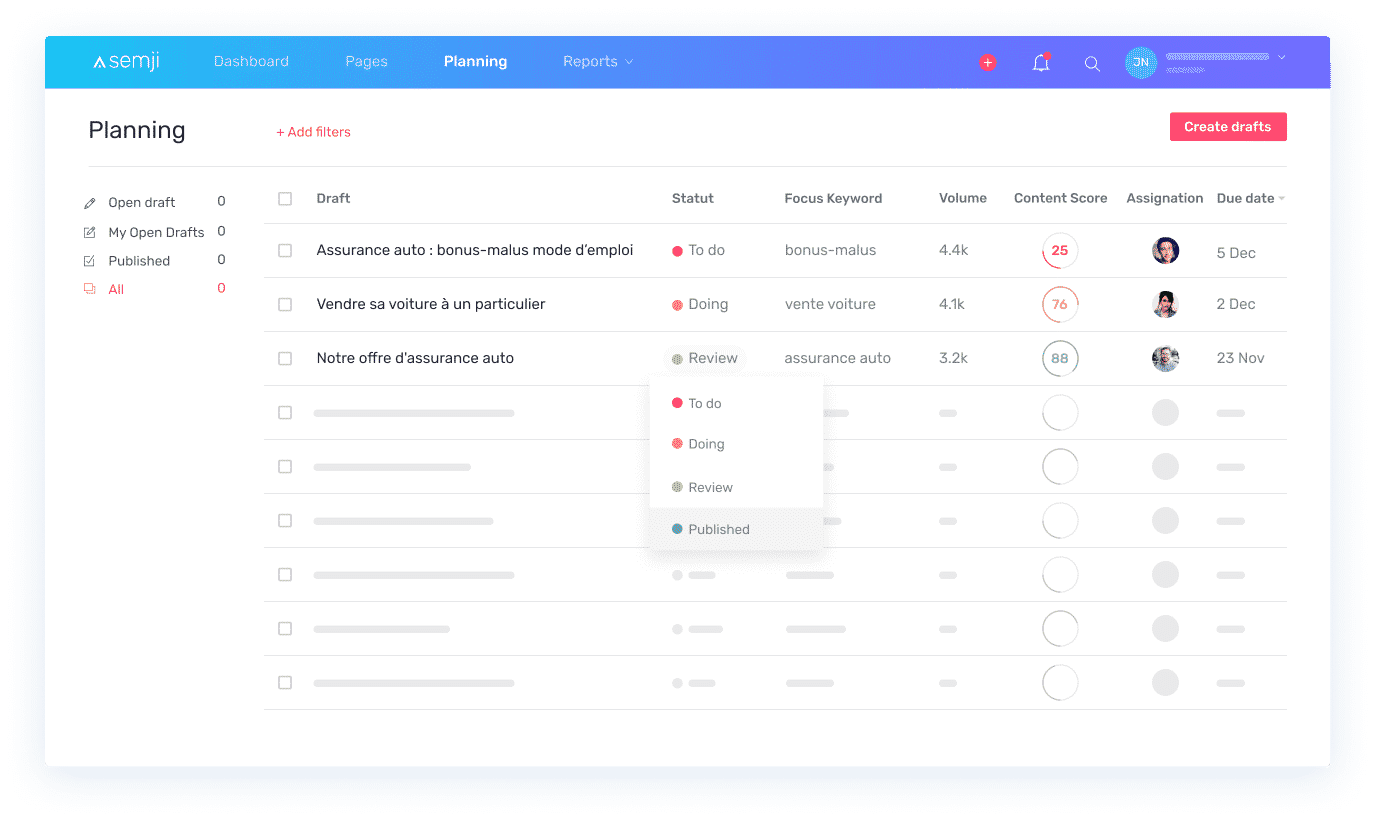 semji Dashboard Pages Planning Reports + JN
Planning + Add filters Create drafts
Open draft 0
My Open Drafts 0
Published 0
All 0
Draft Statut Focus Keyword Volume Content Score Assignation Due date
Assurance auto : bonus-malus mode d’emploi To do bonus-malus 4.4k 25 5 Dec
Vendre sa voiture à un particulier Doing vente voiture 4.1k 76 2 Dec
Notre offre d'assurance auto Review assurance auto 3.2k 88 23 Nov
To do
Doing
Review
Published